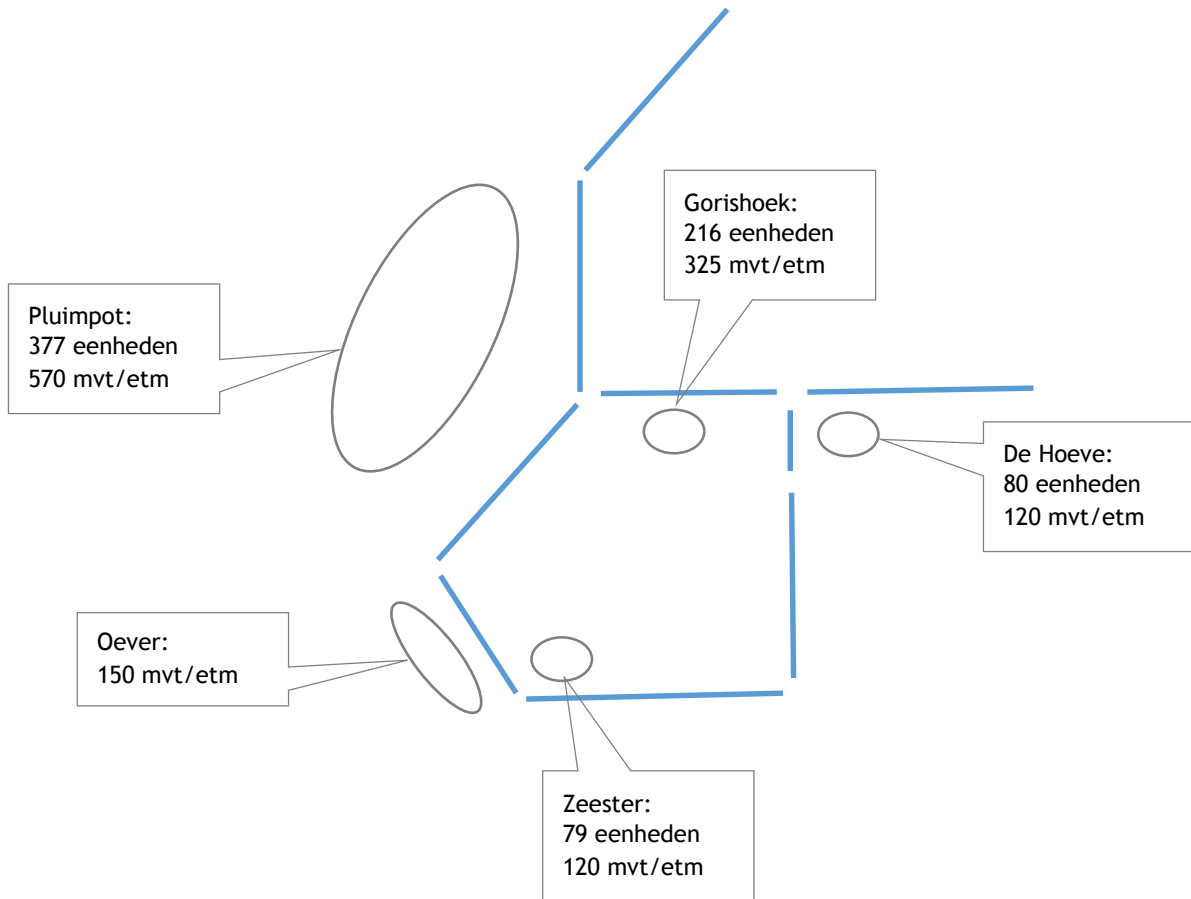 Gorishoek:
216 eenheden
325 mvt/etm
Pluimpot:
377 eenheden
570 mvt/etm
De Hoeve:
80 eenheden
120 mvt/etm
Oever:
150 mvt/etm
Zeester:
79 eenheden
120 mvt/etm